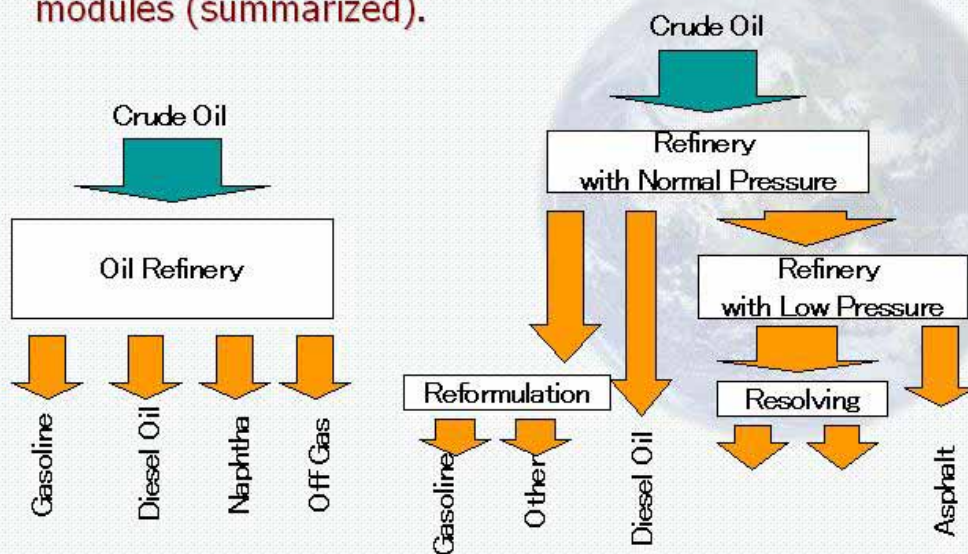 modules (summarized).
Crude Oil
Oil Refinery
Gasoline
Diesel Oil
Naphtha
Off Gas
Crude Oil
Refinery
with Normal Pressure
Refinery
with Low Pressure
Reformulation
Resolving
Gasoline
Other
Diesel Oil
Asphalt